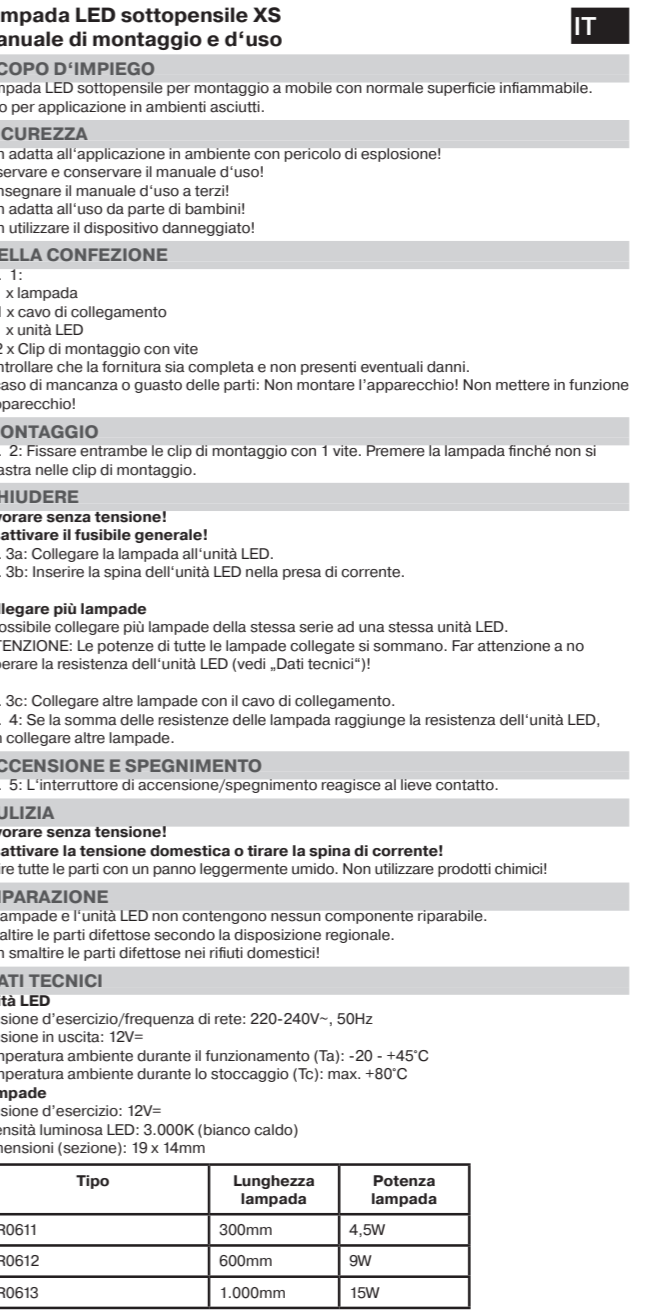 mpada LED sottopensile XS
anuale di montaggio e d‘uso
IT
COPO D‘IMPIEGO
mpada LED sottopensile per montaggio a mobile con normale superficie infiammabile.
o per applicazione in ambienti asciutti.
CUREZZA
n adatta all‘applicazione in ambiente con pericolo di esplosione!
servare e conservare il manuale d‘uso!
nsegnare il manuale d‘uso a terzi!
n adatta all‘uso da parte di bambini!
n utilizzare il dispositivo danneggiato!
ELLA CONFEZIONE
. 1:
x lampada
x cavo di collegamento
x unità LED
2 x Clip di montaggio con vite
ntrollare che la fornitura sia completa e non presenti eventuali danni.
caso di mancanza o guasto delle parti: Non montare l’apparecchio! Non mettere in funzione
pparecchio!
ONTAGGIO
. 2: Fissare entrambe le clip di montaggio con 1 vite. Premere la lampada finché non si
astra nelle clip di montaggio.
HIUDERE
vorare senza tensione!
attivare il fusibile generale!
. 3a: Collegare la lampada all‘unità LED.
. 3b: Inserire la spina dell‘unità LED nella presa di corrente.
llegare più lampade
ossibile collegare più lampade della stessa serie ad una stessa unità LED.
TENZIONE: Le potenze di tutte le lampade collegate si sommano. Far attenzione a no
erare la resistenza dell‘unità LED (vedi „Dati tecnici“)!
. 3c: Collegare altre lampade con il cavo di collegamento.
. 4: Se la somma delle resistenze delle lampada raggiunge la resistenza dell‘unità LED,
n collegare altre lampade.
CCENSIONE E SPEGNIMENTO
. 5: L‘interruttore di accensione/spegnimento reagisce al lieve contatto.
ULIZIA
vorare senza tensione!
attivare la tensione domestica o tirare la spina di corrente!
ire tutte le parti con un panno leggermente umido. Non utilizzare prodotti chimici!
IPARAZIONE
ampade e l‘unità LED non contengono nessun componente riparabile.
altire le parti difettose secondo la disposizione regionale.
n smaltire le parti difettose nei rifiuti domestici!
ATI TECNICI
ità LED
sione d’esercizio/frequenza di rete: 220-240V~, 50Hz
sione in uscita: 12V=
mperatura ambiente durante il funzionamento (Ta): -20 - +45°C
mperatura ambiente durante lo stoccaggio (Tc): max. +80°C
mpade
sione d’esercizio: 12V=
ensità luminosa LED: 3.000K (bianco caldo)
mensioni (sezione): 19 x 14mm
Tipo Lunghezza lampada Potenza lampada
R0611 300mm 4,5W
R0612 600mm 9W
R0613 1.000mm 15W